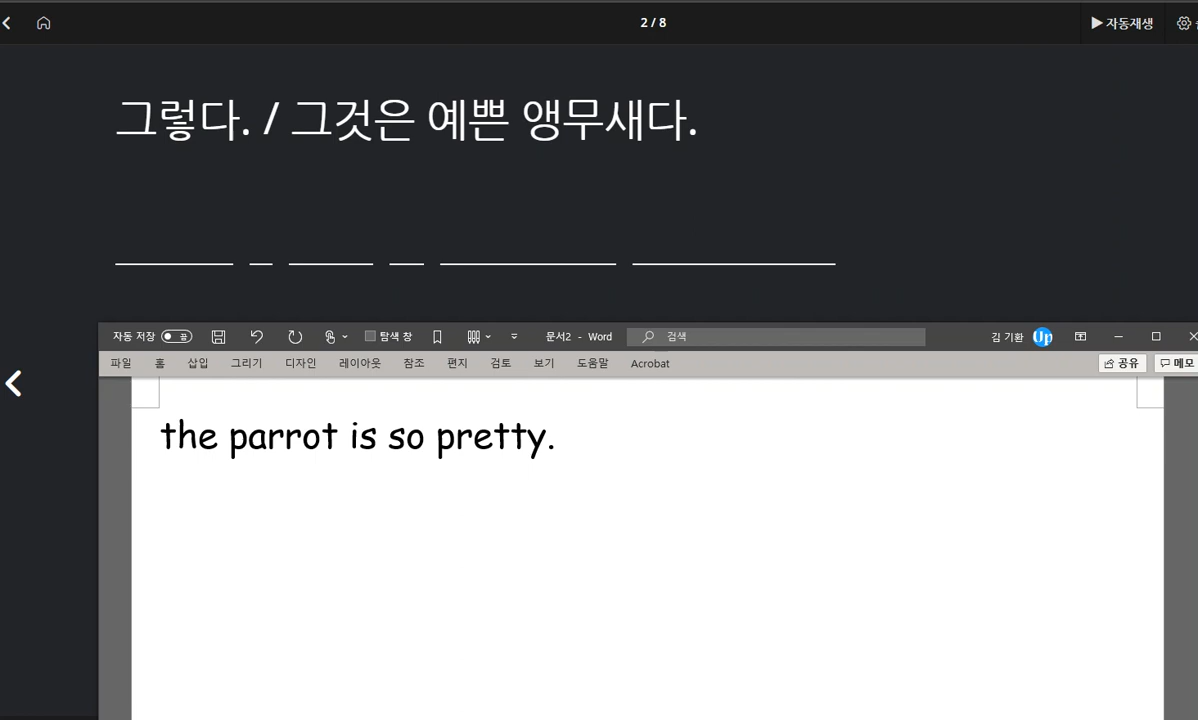 2 / 8
자동재생
그렇다. / 그것은 예쁜 앵무새다.
자동 저장 끔 탐색 창 문서2 - Word 검색 김 기환 Up
파일 홈 삽입 그리기 디자인 레이아웃 참조 편지 검토 보기 도움말 Acrobat 공유 메모
the parrot is so pretty.